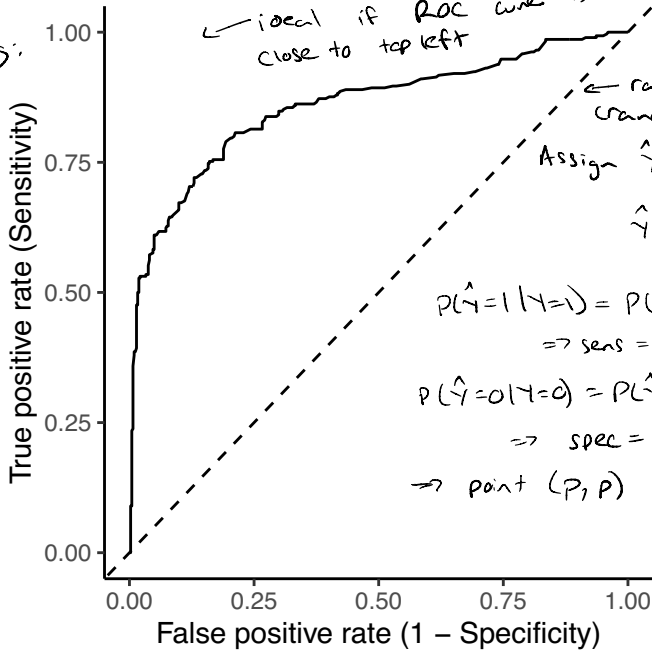 ← ideal if ROC curve
close to top left
s:
← ra
cran
Assign Ŷ
Ŷ
P(Ŷ=1|Y=1) = P(
=> sens =
P(Ŷ=0|Y=0) = P(Ŷ
=> spec =
=> point (P, P)
True positive rate (Sensitivity)
1.00
0.75
0.50
0.25
0.00
0.00 0.25 0.50 0.75 1.00
False positive rate (1 − Specificity)